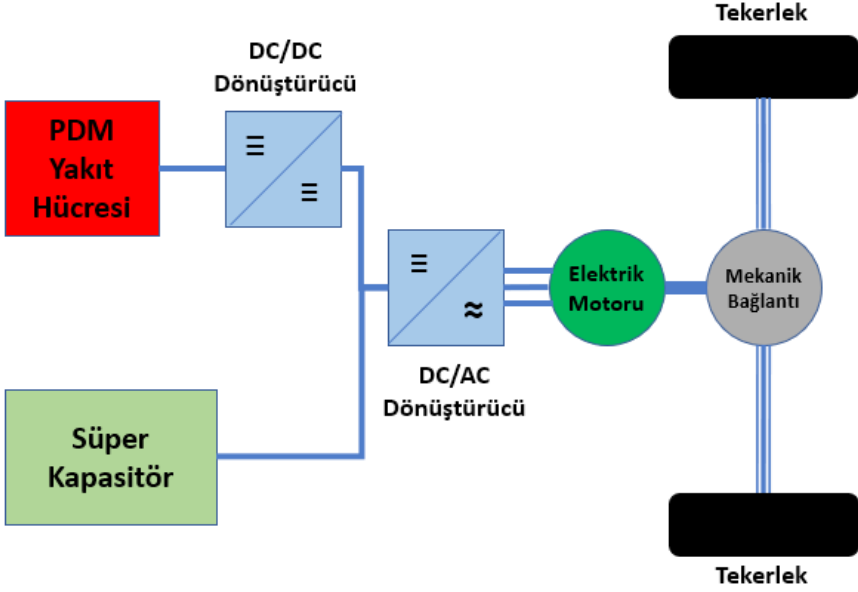 Tekerlek
DC/DC
Dönüştürücü
PDM
Yakıt
Hücresi
Elektrik
Motoru
Mekanik
Bağlantı
DC/AC
Dönüştürücü
Süper
Kapasitör
Tekerlek